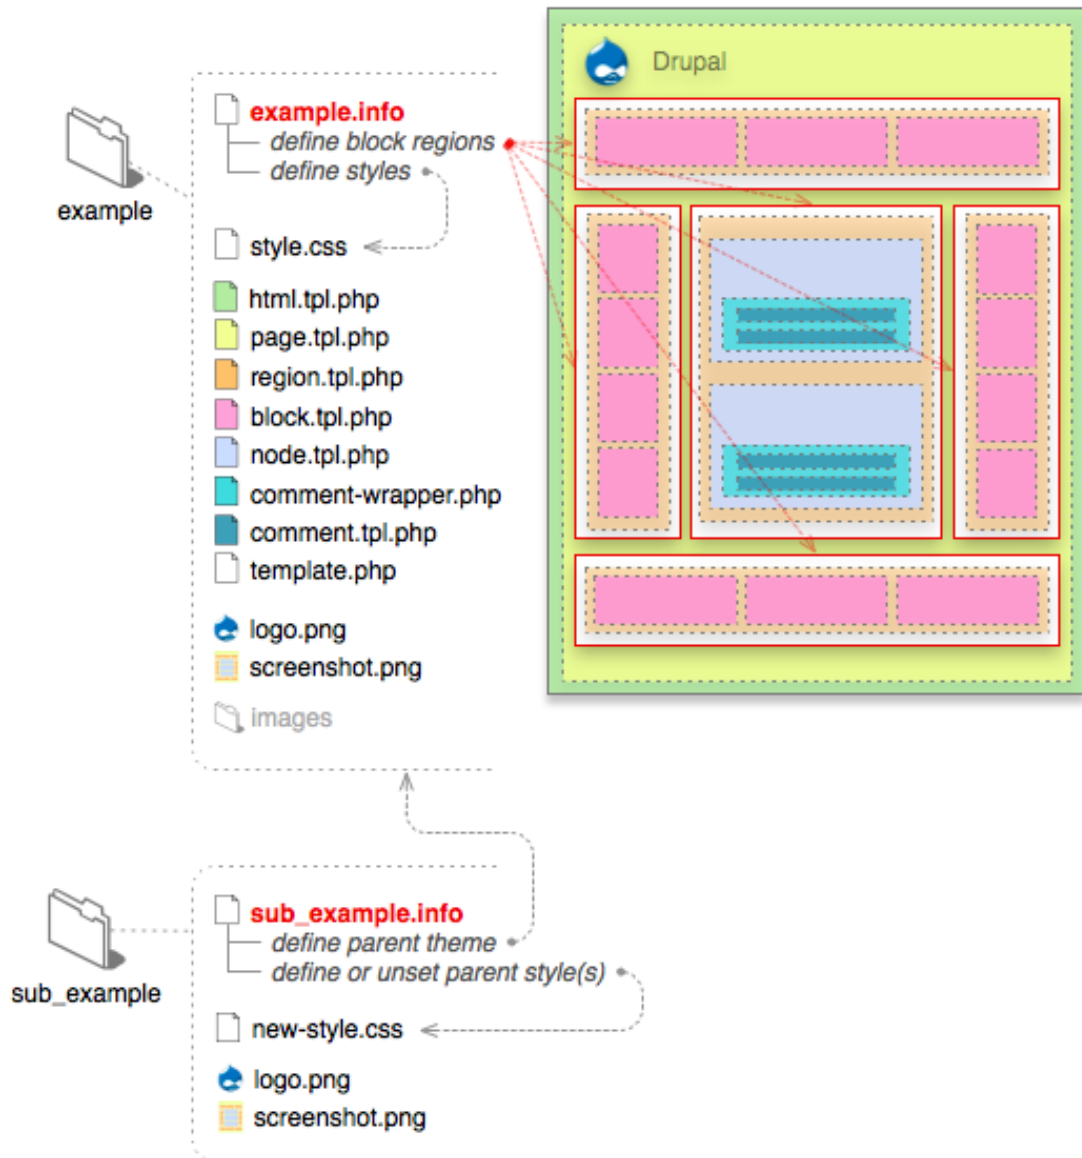 Drupal
example.info
define block regions
define styles
example
style.css
html.tpl.php
page.tpl.php
region.tpl.php
block.tpl.php
node.tpl.php
comment-wrapper.php
comment.tpl.php
template.php
logo.png
screenshot.png
images
sub_example.info
define parent theme
define or unset parent style(s)
sub_example
new-style.css
logo.png
screenshot.png